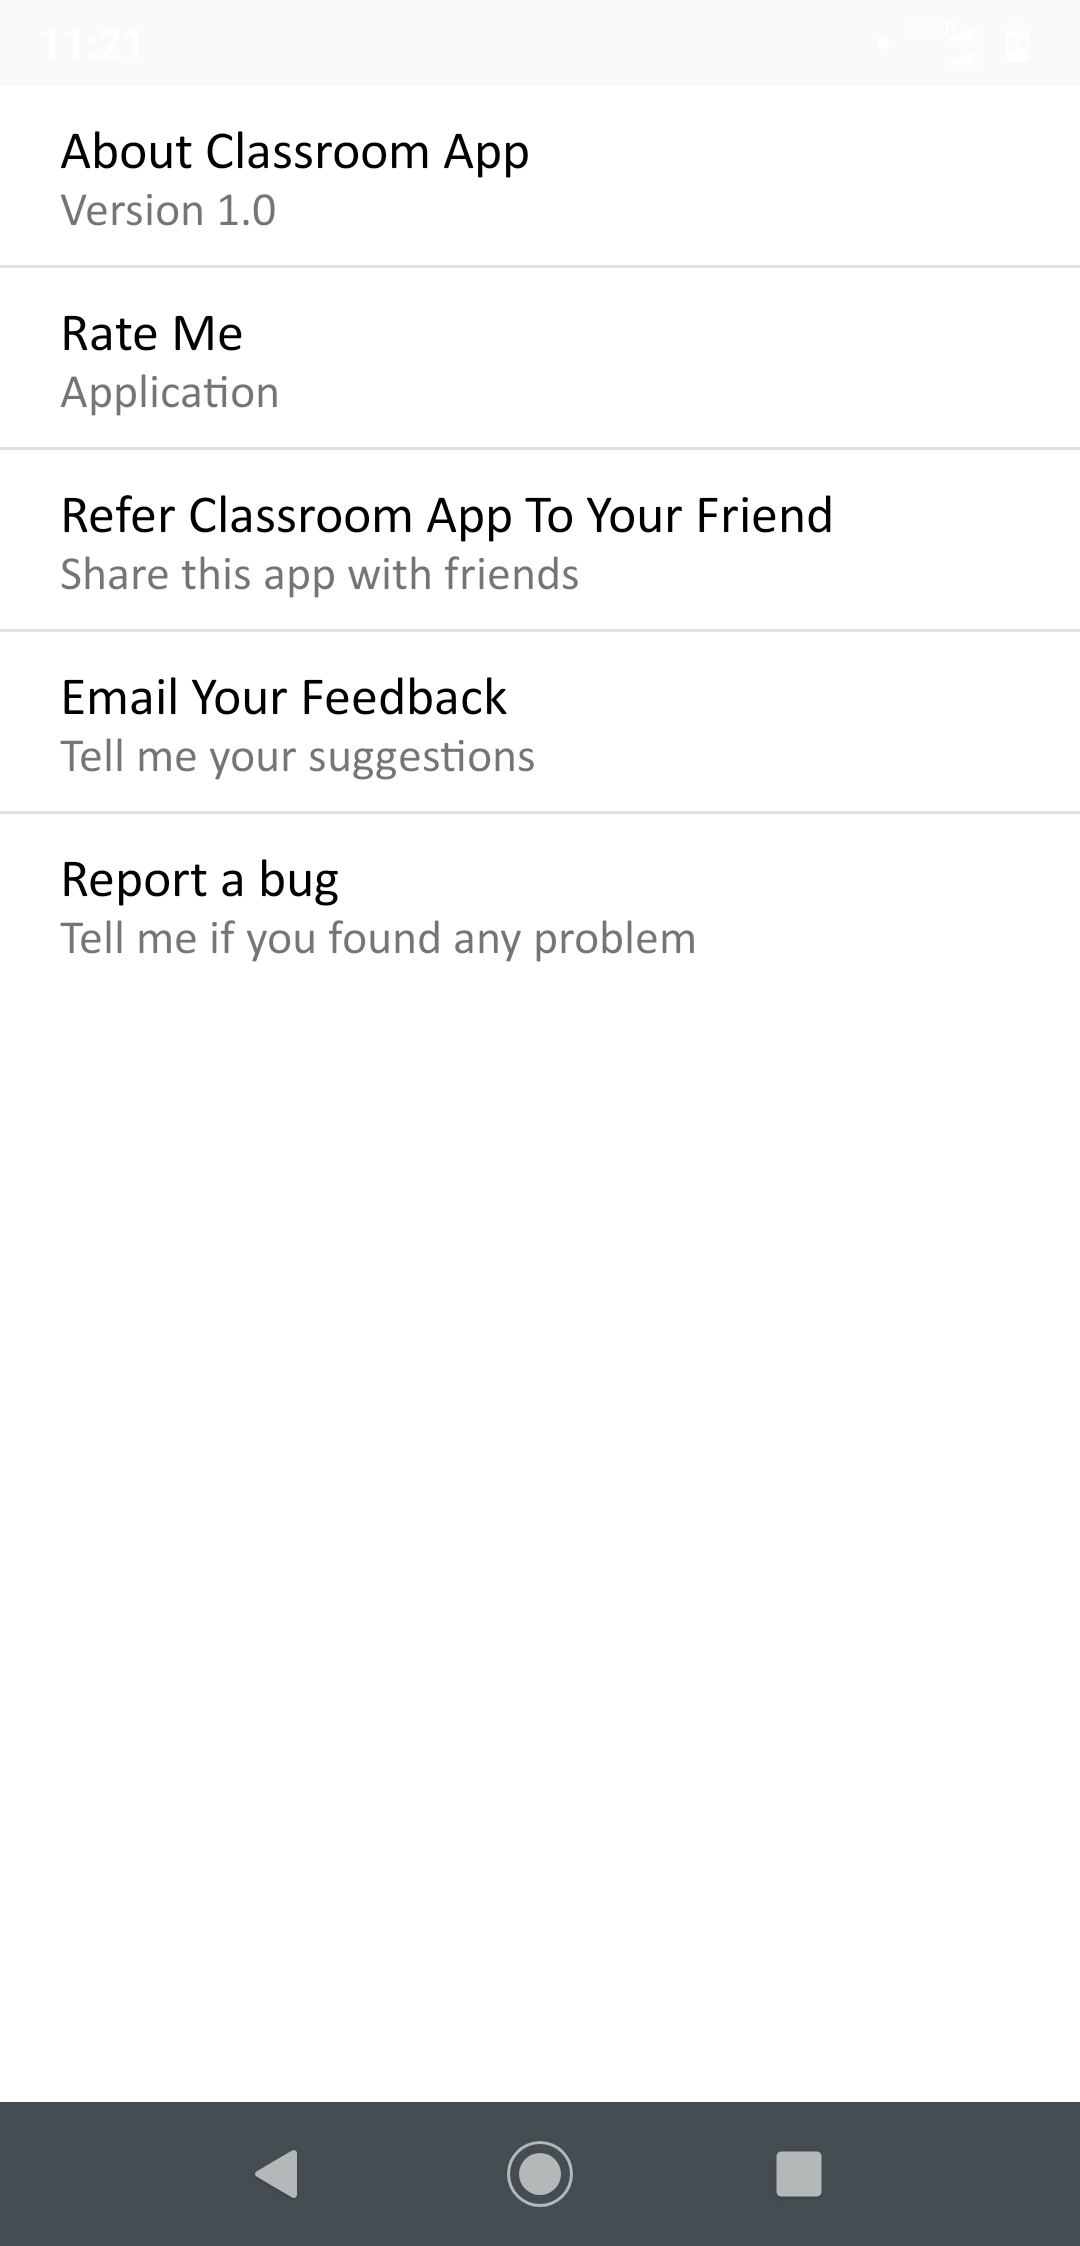 11:21
About Classroom App
Version 1.0
Rate Me
Application
Refer Classroom App To Your Friend
Share this app with friends
Email Your Feedback
Tell me your suggestions
Report a bug
Tell me if you found any problem